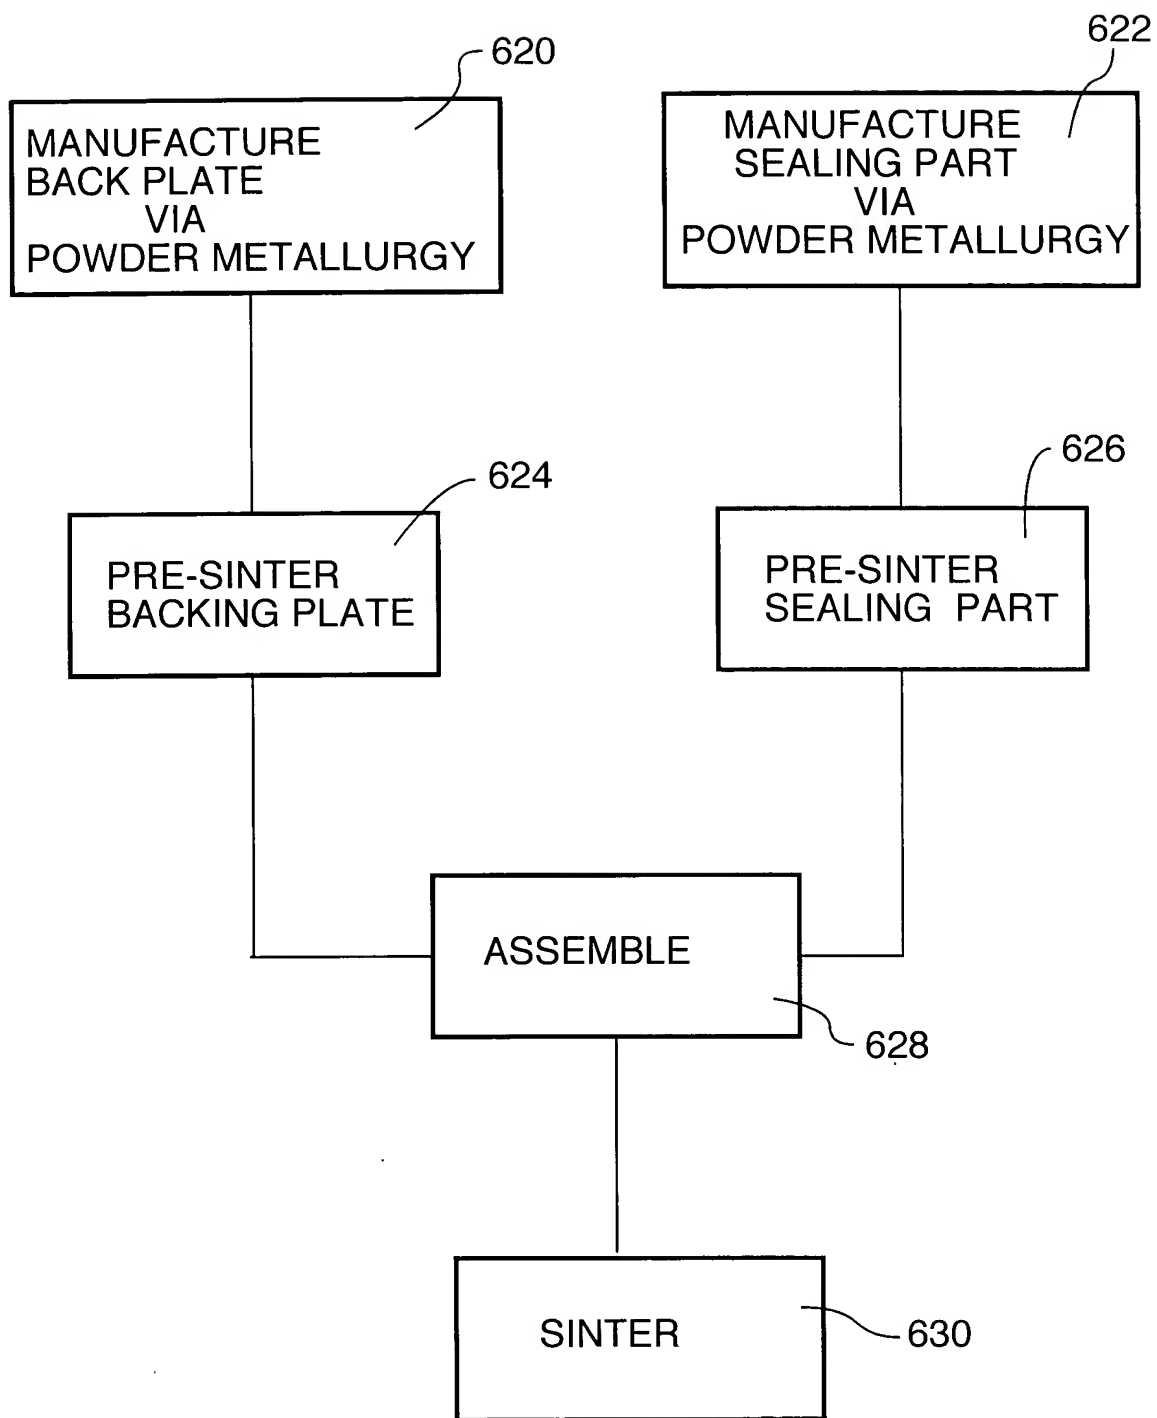 620
MANUFACTURE
BACK PLATE
VIA
POWDER METALLURGY
622
MANUFACTURE
SEALING PART
VIA
POWDER METALLURGY
624
PRE-SINTER
BACKING PLATE
626
PRE-SINTER
SEALING PART
ASSEMBLE
628
SINTER
630